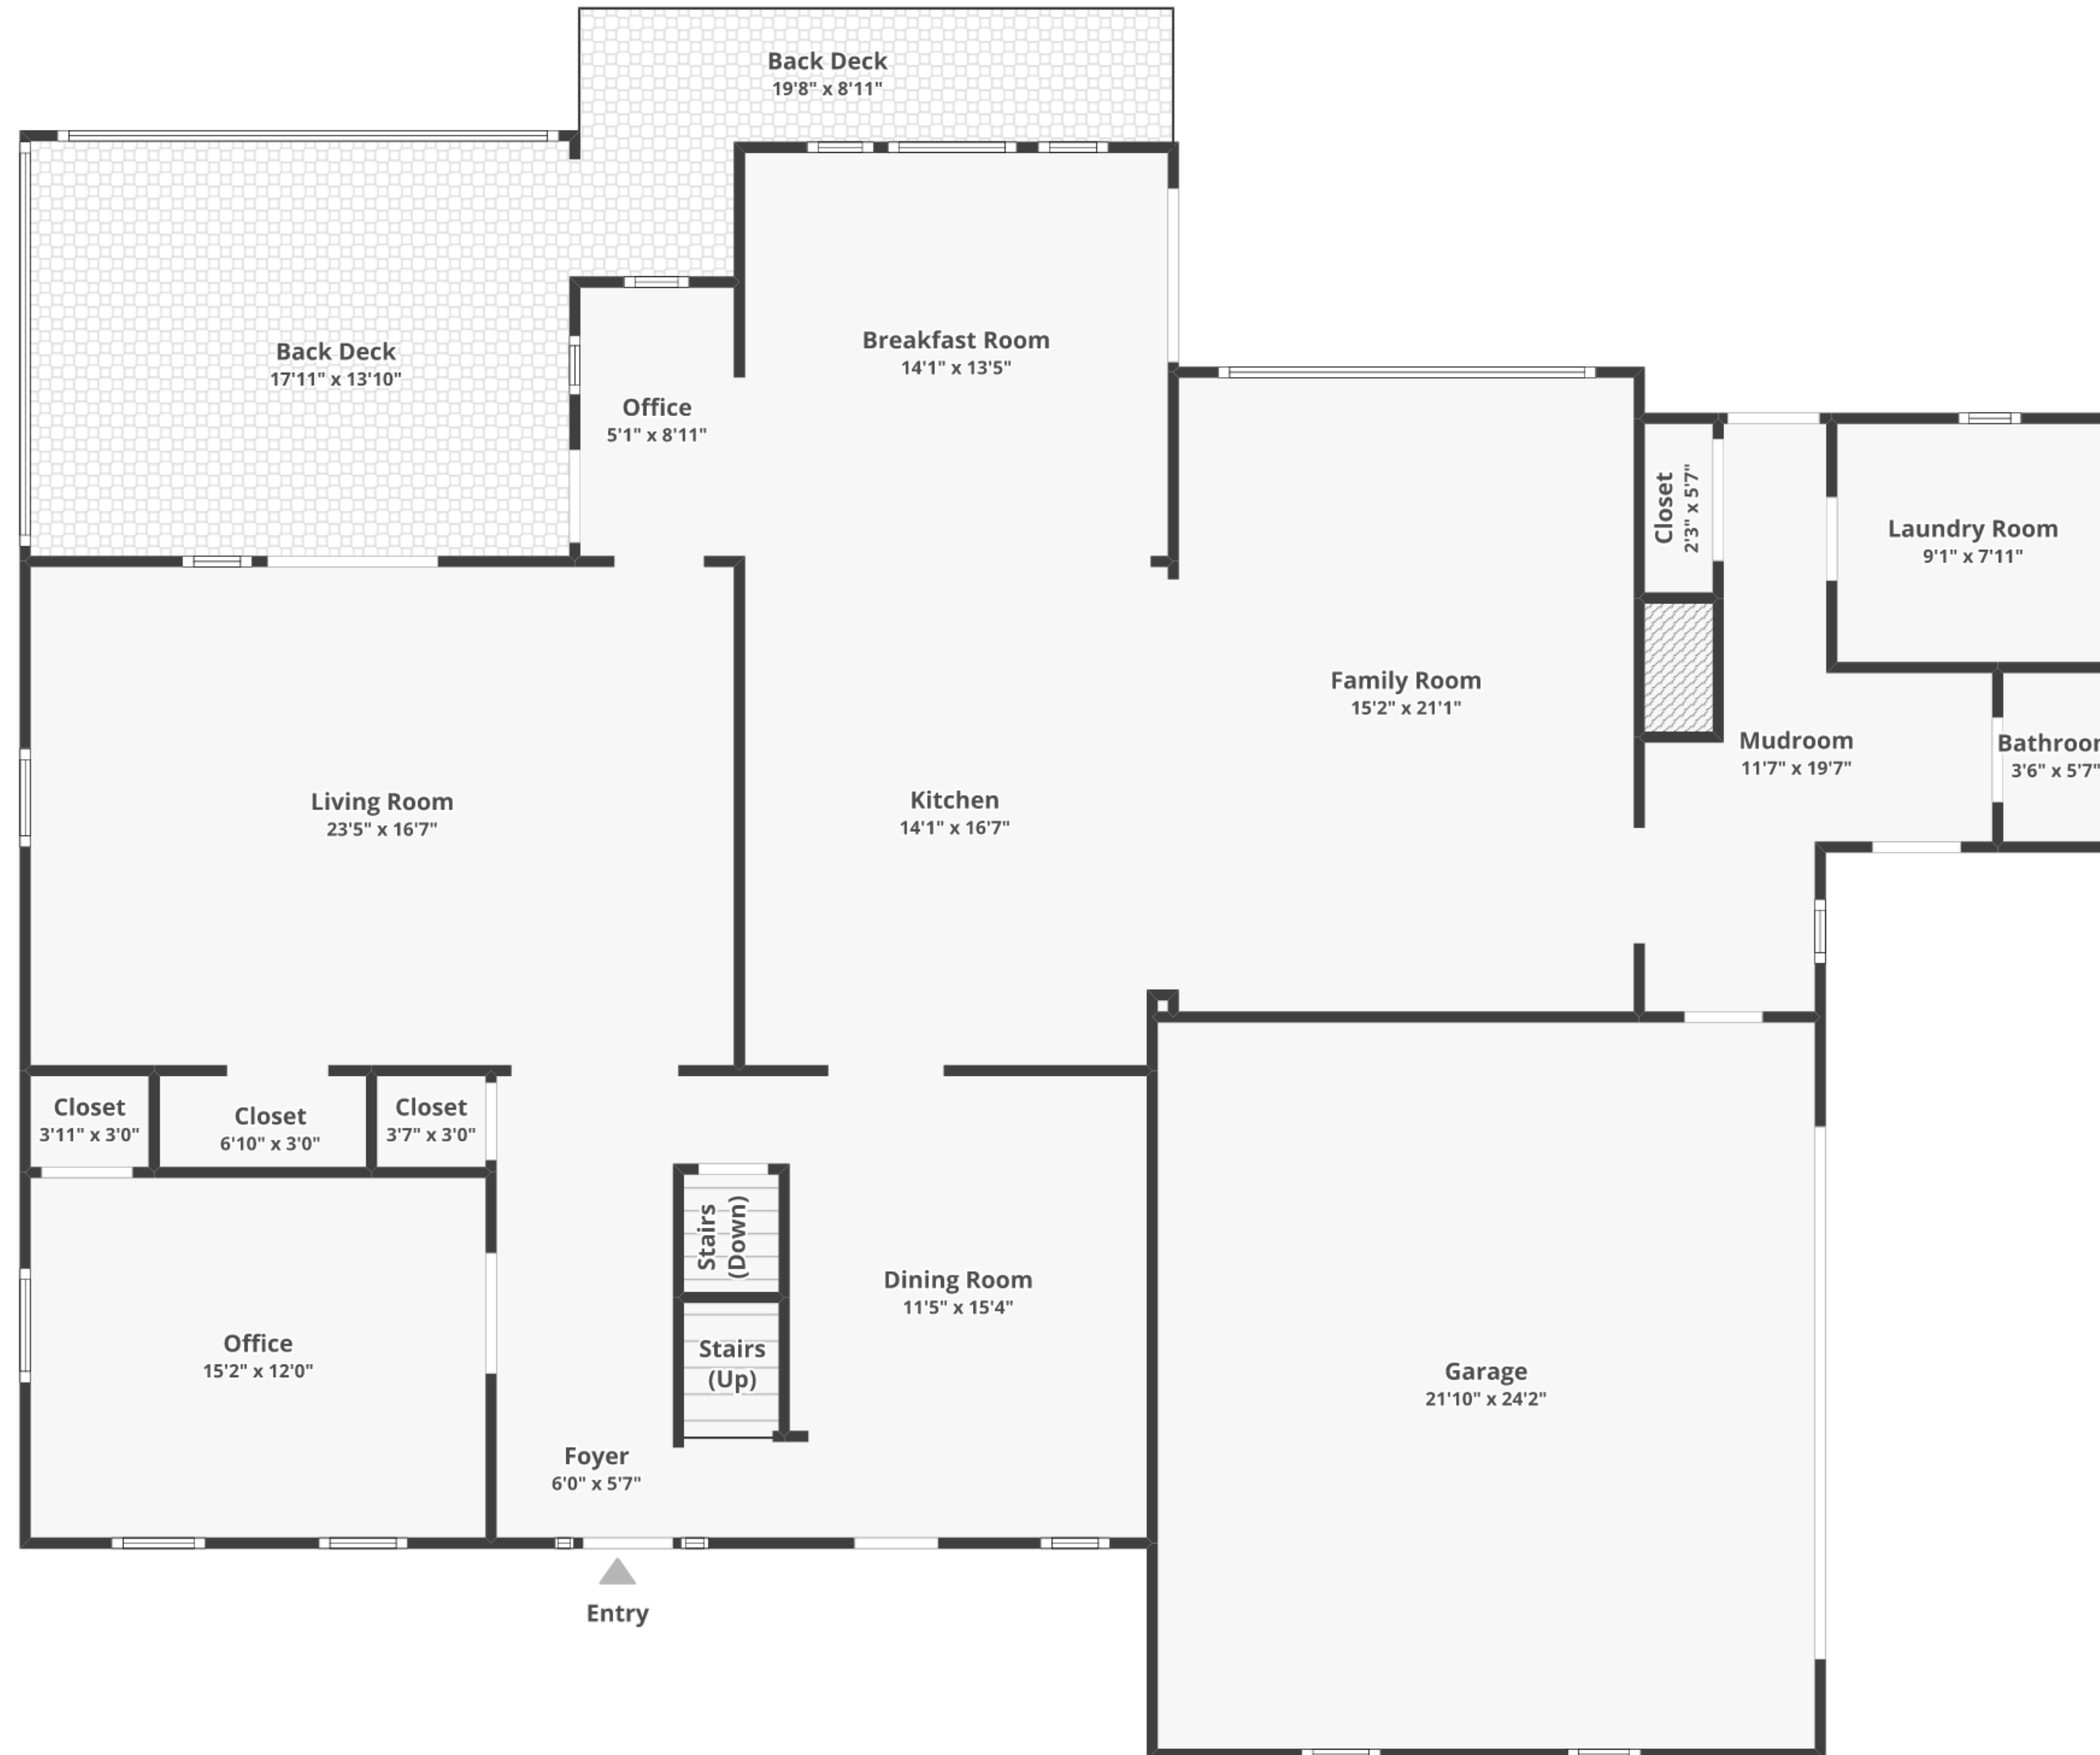 Back Deck
19'8" x 8'11"
Back Deck
17'11" x 13'10"
Breakfast Room
14'1" x 13'5"
Office
5'1" x 8'11"
Closet
2'3" x 5'7"
Laundry Room
9'1" x 7'11"
Family Room
15'2" x 21'1"
Mudroom
11'7" x 19'7"
Bathroor
3'6" x 5'7"
Living Room
23'5" x 16'7"
Kitchen
14'1" x 16'7"
Closet
3'11" x 3'0"
Closet
6'10" x 3'0"
Closet
3'7" x 3'0"
Stairs
(Down)
Dining Room
11'5" x 15'4"
Office
15'2" x 12'0"
Stairs
(Up)
Garage
21'10" x 24'2"
Foyer
6'0" x 5'7"
Entry